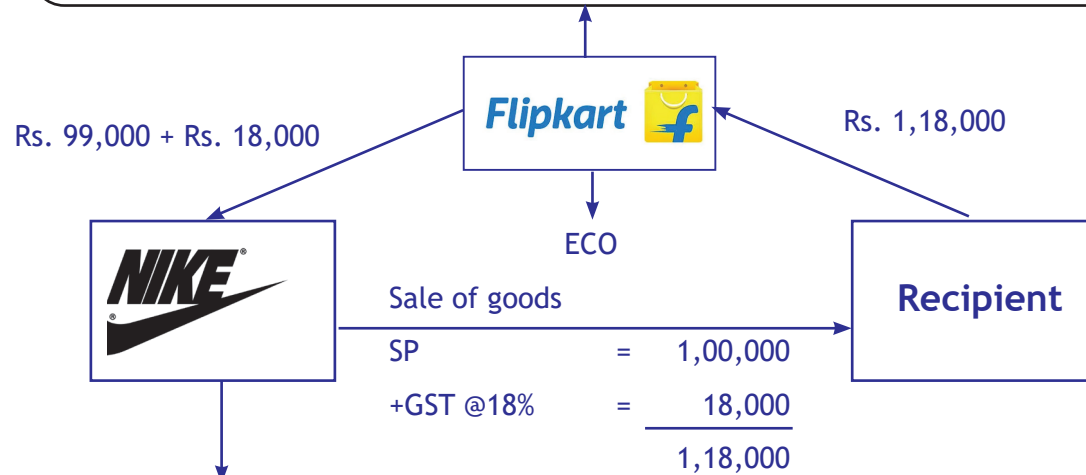 Flipkart
Rs. 99,000 + Rs. 18,000
Rs. 1,18,000
ECO
NIKE®
®
Sale of goods
Recipient
SP = 1,00,000
+GST @18% = 18,000
1,18,000